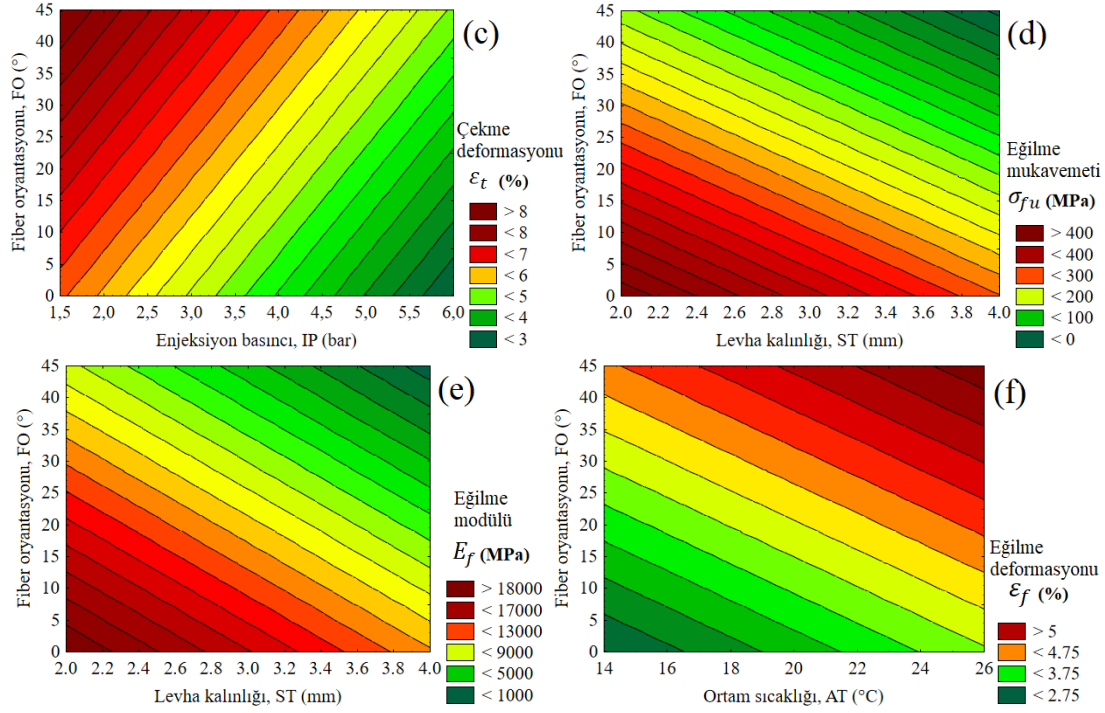 (c)
Fiber oryantasyonu, FO (°)
45
40
35
30
25
20
15
10
5
0
1,5 2,0 2,5 3,0 3,5 4,0 4,5 5,0 5,5 6,0
Enjeksiyon basıncı, IP (bar)
Çekme
deformasyonu
εt (%)
> 8
< 8
< 7
< 6
< 5
< 4
< 3
(d)
Fiber oryantasyonu, FO (°)
45
40
35
30
25
20
15
10
5
0
2.0 2.2 2.4 2.6 2.8 3.0 3.2 3.4 3.6 3.8 4.0
Levha kalınlığı, ST (mm)
Eğilme
mukavemeti
σfu (MPa)
> 400
< 400
< 300
< 200
< 100
< 0
(e)
Fiber oryantasyonu, FO (°)
45
40
35
30
25
20
15
10
5
0
2.0 2.2 2.4 2.6 2.8 3.0 3.2 3.4 3.6 3.8 4.0
Levha kalınlığı, ST (mm)
Eğilme
modülü
Ef (MPa)
> 18000
< 17000
< 13000
< 9000
< 5000
< 1000
(f)
Fiber oryantasyonu, FO (°)
45
40
35
30
25
20
15
10
5
0
14 16 18 20 22 24 26
Ortam sıcaklığı, AT (°C)
Eğilme
deformasyonu
εf (%)
> 5
< 4.75
< 3.75
< 2.75